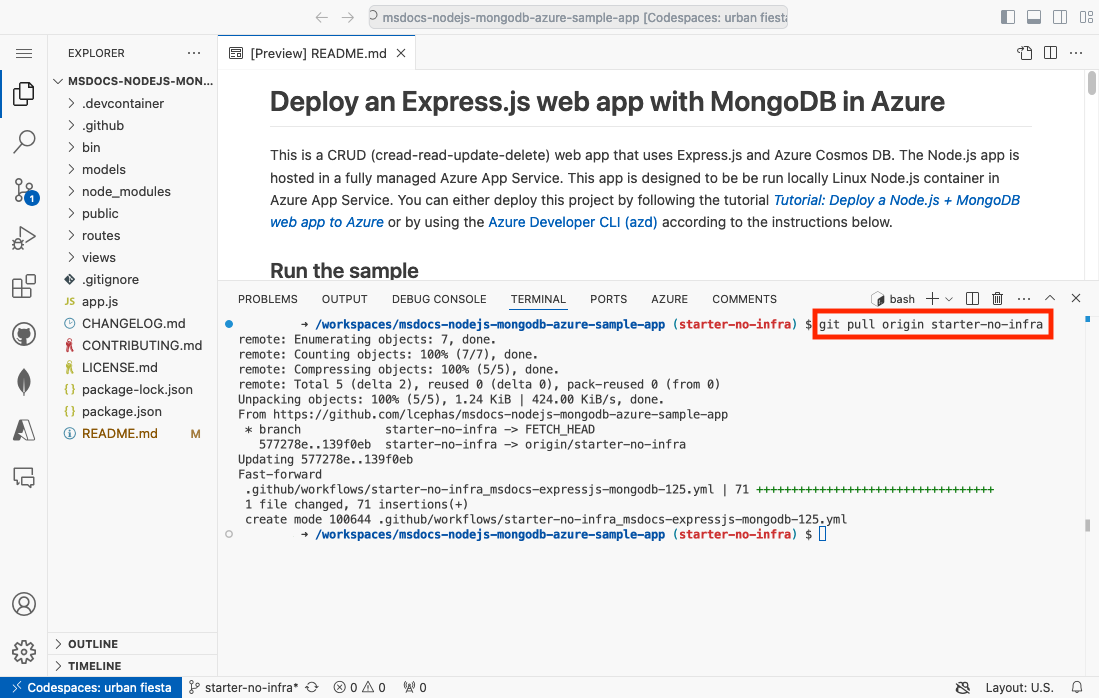 msdocs-nodejs-mongodb-azure-sample-app [Codespaces: urban fiesta
EXPLORER
MSDOCS-NODEJS-MON...
.devcontainer
.github
bin
models
node_modules
public
routes
views
.gitignore
JS app.js
CHANGELOG.md
CONTRIBUTING.md
LICENSE.md
{} package-lock.json
{} package.json
README.md M
OUTLINE
TIMELINE
1
[Preview] README.md
Deploy an Express.js web app with MongoDB in Azure
This is a CRUD (cread-read-update-delete) web app that uses Express.js and Azure Cosmos DB. The Node.js app is
hosted in a fully managed Azure App Service. This app is designed to be be run locally Linux Node.js container in
Azure App Service. You can either deploy this project by following the tutorial Tutorial: Deploy a Node.js + MongoDB
web app to Azure or by using the Azure Developer CLI (azd) according to the instructions below.
Run the sample
PROBLEMS OUTPUT DEBUG CONSOLE TERMINAL PORTS AZURE COMMENTS bash
→ /workspaces/msdocs-nodejs-mongodb-azure-sample-app (starter-no-infra) $ git pull origin starter-no-infra
remote: Enumerating objects: 7, done.
remote: Counting objects: 100% (7/7), done.
remote: Compressing objects: 100% (5/5), done.
remote: Total 5 (delta 2), reused 0 (delta 0), pack-reused 0 (from 0)
Unpacking objects: 100% (5/5), 1.24 KiB | 424.00 KiB/s, done.
From https://github.com/lcephas/msdocs-nodejs-mongodb-azure-sample-app
* branch starter-no-infra -> FETCH_HEAD
577278e..139f0eb starter-no-infra -> origin/starter-no-infra
Updating 577278e..139f0eb
Fast-forward
.github/workflows/starter-no-infra_msdocs-expressjs-mongodb-125.yml | 71 ++++++++++++++++++++++++++++++++++
1 file changed, 71 insertions(+)
create mode 100644 .github/workflows/starter-no-infra_msdocs-expressjs-mongodb-125.yml
→ /workspaces/msdocs-nodejs-mongodb-azure-sample-app (starter-no-infra) $
Codespaces: urban fiesta starter-no-infra* 0 0 0 Layout: U.S.